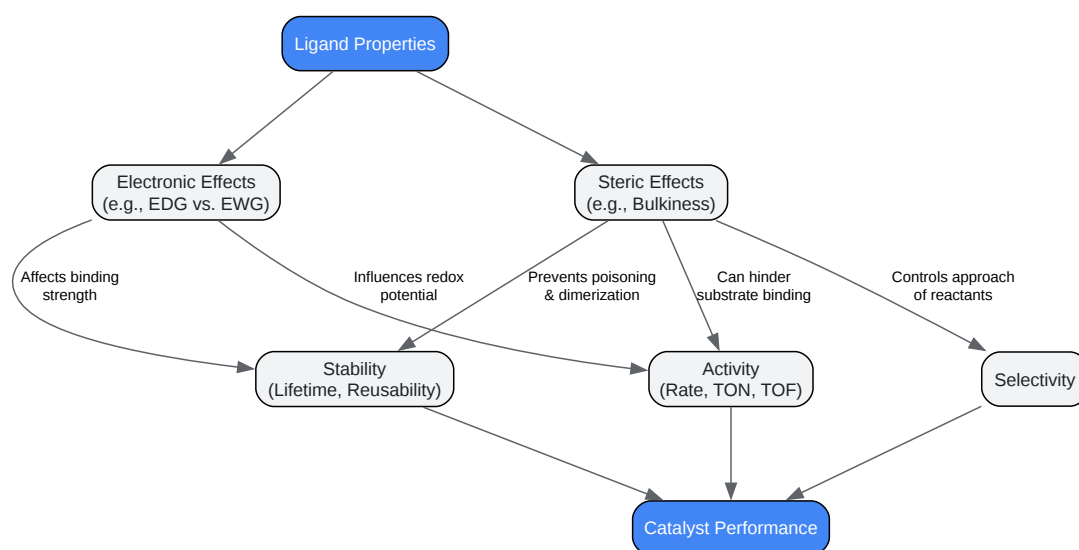 Ligand Properties
Electronic Effects
(e.g., EDG vs. EWG)
Steric Effects
(e.g., Bulkiness)
Affects binding
strength
Influences redox
potential
Prevents poisoning
& dimerization
Can hinder
substrate binding
Controls approach
of reactants
Stability
(Lifetime, Reusability)
Activity
(Rate, TON, TOF)
Selectivity
Catalyst Performance